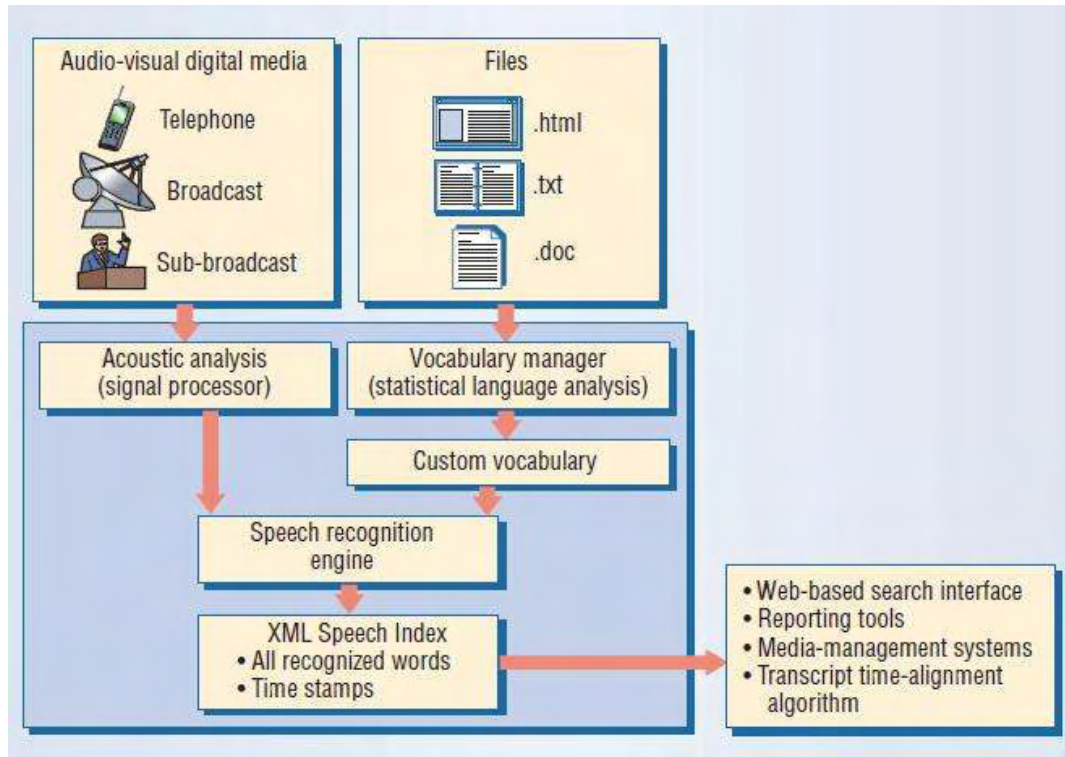 Audio-visual digital media
Telephone
Broadcast
Sub-broadcast
Files
.html
.txt
.doc
Acoustic analysis
(signal processor)
Vocabulary manager
(statistical language analysis)
Custom vocabulary
Speech recognition
engine
XML Speech Index
• All recognized words
• Time stamps
• Web-based search interface
• Reporting tools
• Media-management systems
• Transcript time-alignment
algorithm